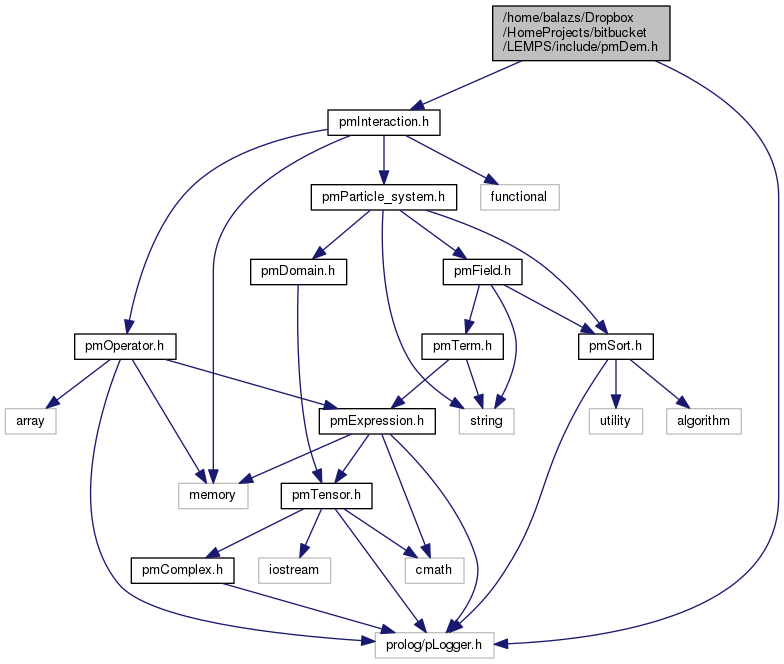 /home/balazs/Dropbox
/HomeProjects/bitbucket
/LEMPS/include/pmDem.h
pmInteraction.h
pmParticle_system.h
functional
pmDomain.h
pmField.h
pmOperator.h
pmTerm.h
pmSort.h
array
pmExpression.h
string
utility
algorithm
memory
pmTensor.h
pmComplex.h
iostream
cmath
prolog/pLogger.h